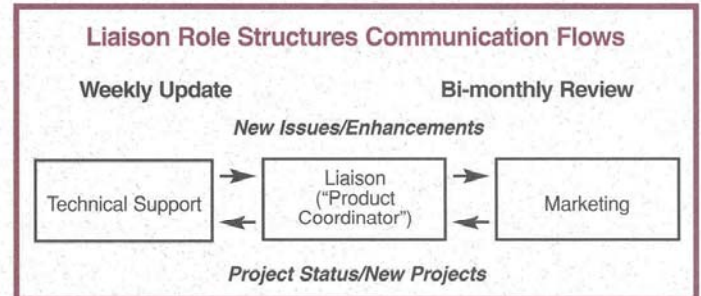 Liaison Role Structures Communication Flows
Weekly Update
Bi-monthly Review
New Issues/Enhancements
Technical Support
Liaison
("Product
Coordinator")
Marketing
Project Status/New Projects